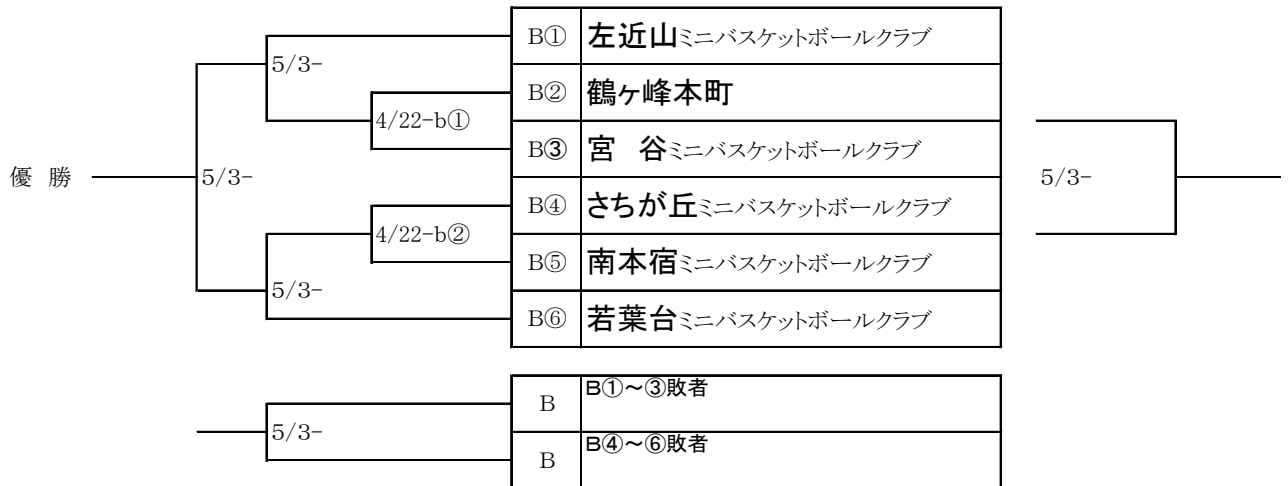 B① 左近山ミニバスケットボールクラブ
5/3-
B② 鶴ヶ峰本町
4/22-b①
B③ 宮　谷ミニバスケットボールクラブ
優 勝 5/3- 5/3-
B④ さちが丘ミニバスケットボールクラブ
4/22-b②
B⑤ 南本宿ミニバスケットボールクラブ
5/3-
B⑥ 若葉台ミニバスケットボールクラブ
B B①～③敗者
5/3-
B B④～⑥敗者